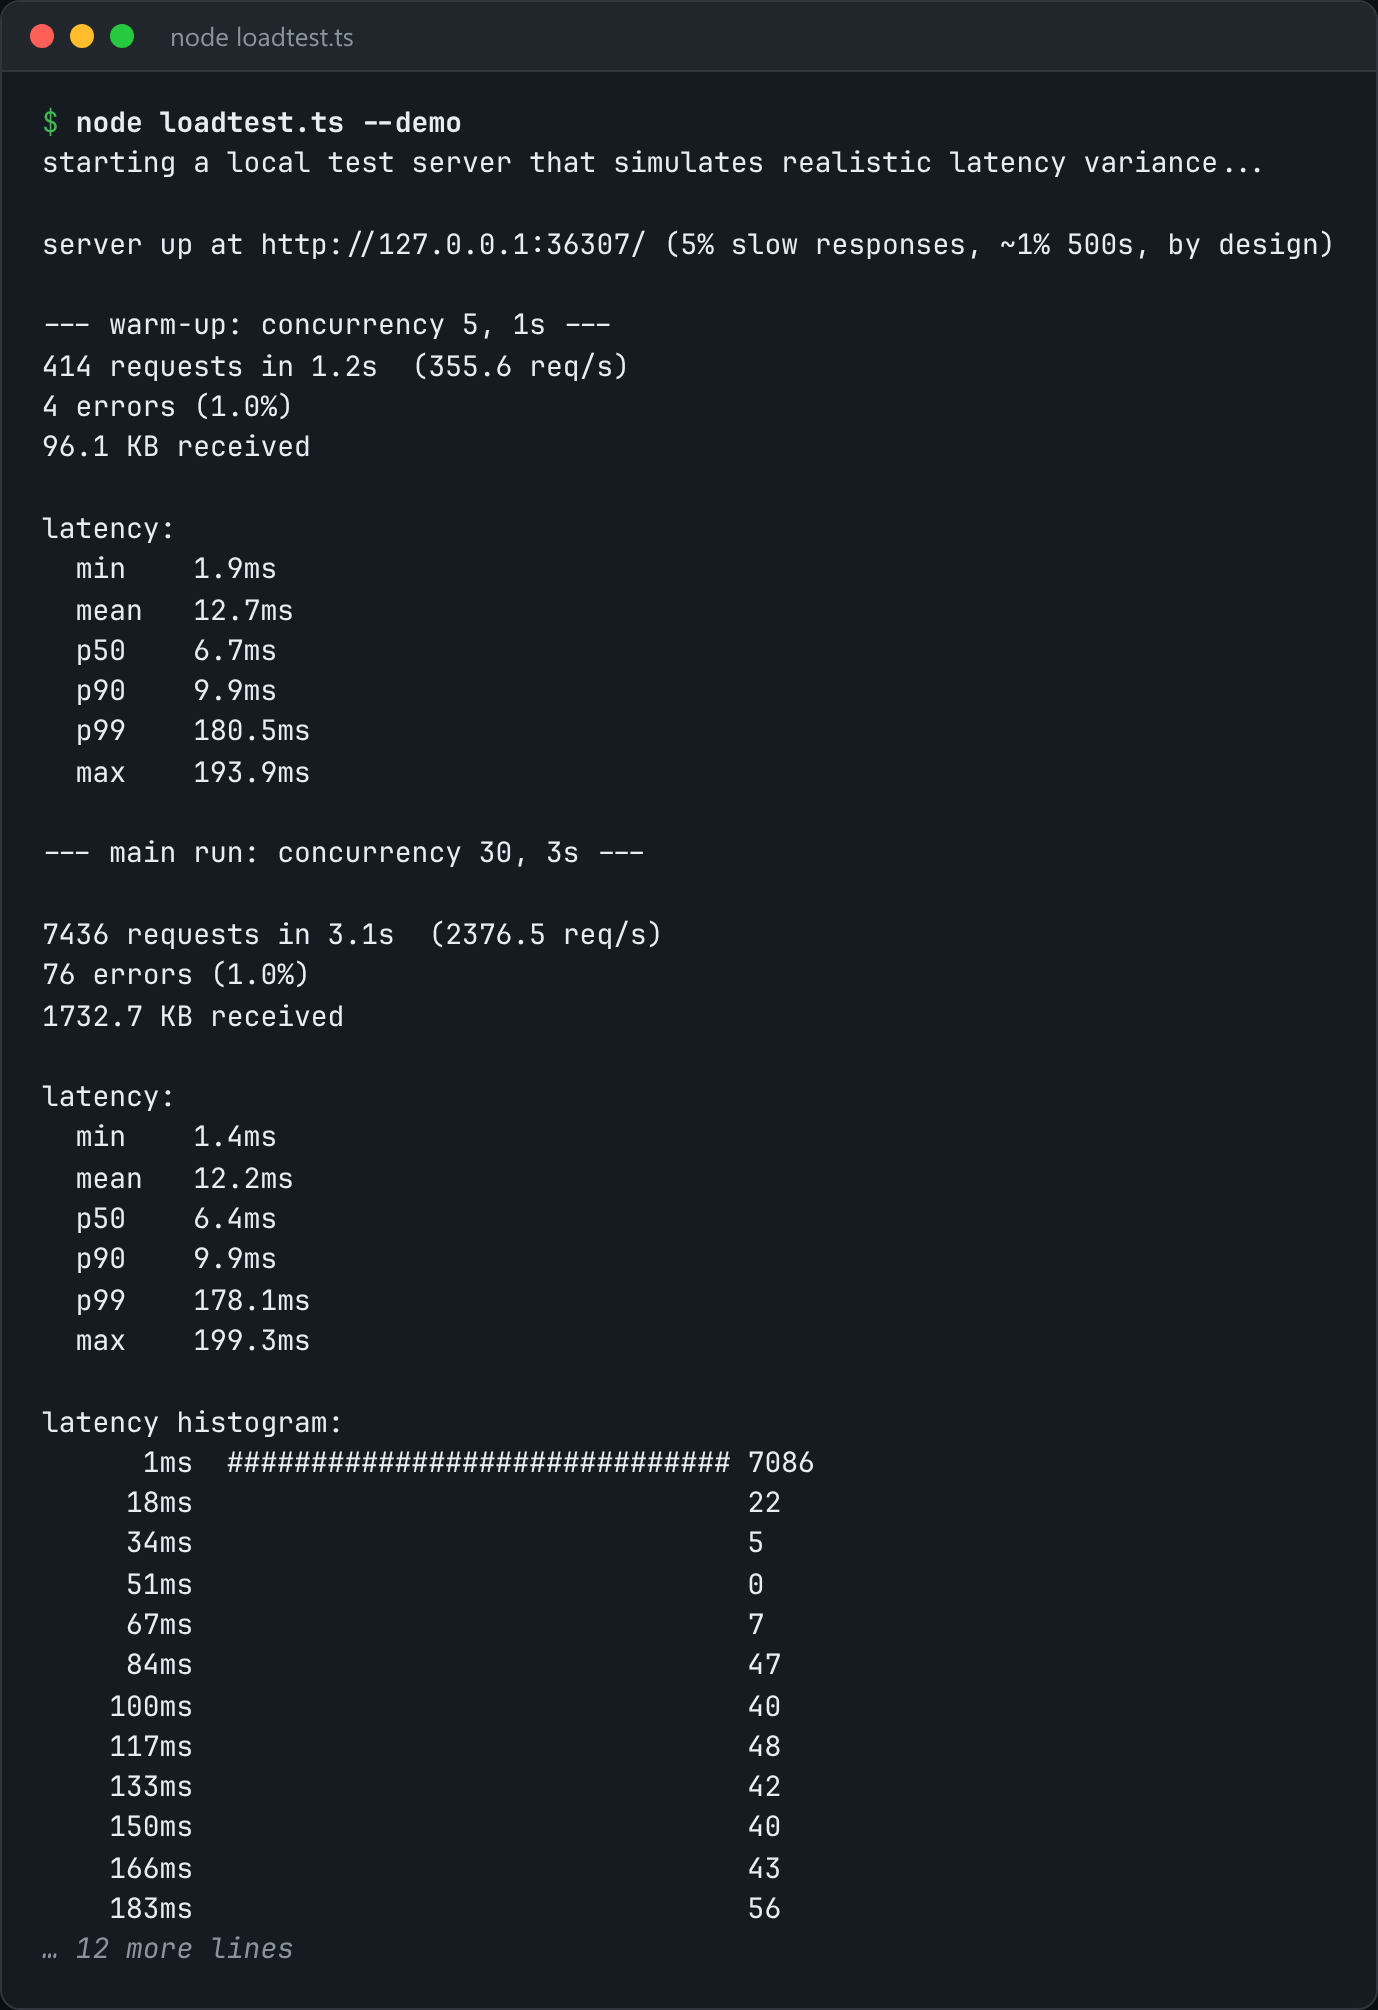 node loadtest.ts
$ node loadtest.ts --demo
starting a local test server that simulates realistic latency variance...
server up at http://127.0.0.1:36307/ (5% slow responses, ~1% 500s, by design)
--- warm-up: concurrency 5, 1s ---
414 requests in 1.2s  (355.6 req/s)
4 errors (1.0%)
96.1 KB received
latency:
  min    1.9ms
  mean   12.7ms
  p50    6.7ms
  p90    9.9ms
  p99    180.5ms
  max    193.9ms
--- main run: concurrency 30, 3s ---
7436 requests in 3.1s  (2376.5 req/s)
76 errors (1.0%)
1732.7 KB received
latency:
  min    1.4ms
  mean   12.2ms
  p50    6.4ms
  p90    9.9ms
  p99    178.1ms
  max    199.3ms
latency histogram:
      1ms  ############################## 7086
     18ms                                 22
     34ms                                 5
     51ms                                 0
     67ms                                 7
     84ms                                 47
    100ms                                 40
    117ms                                 48
    133ms                                 42
    150ms                                 40
    166ms                                 43
    183ms                                 56
… 12 more lines